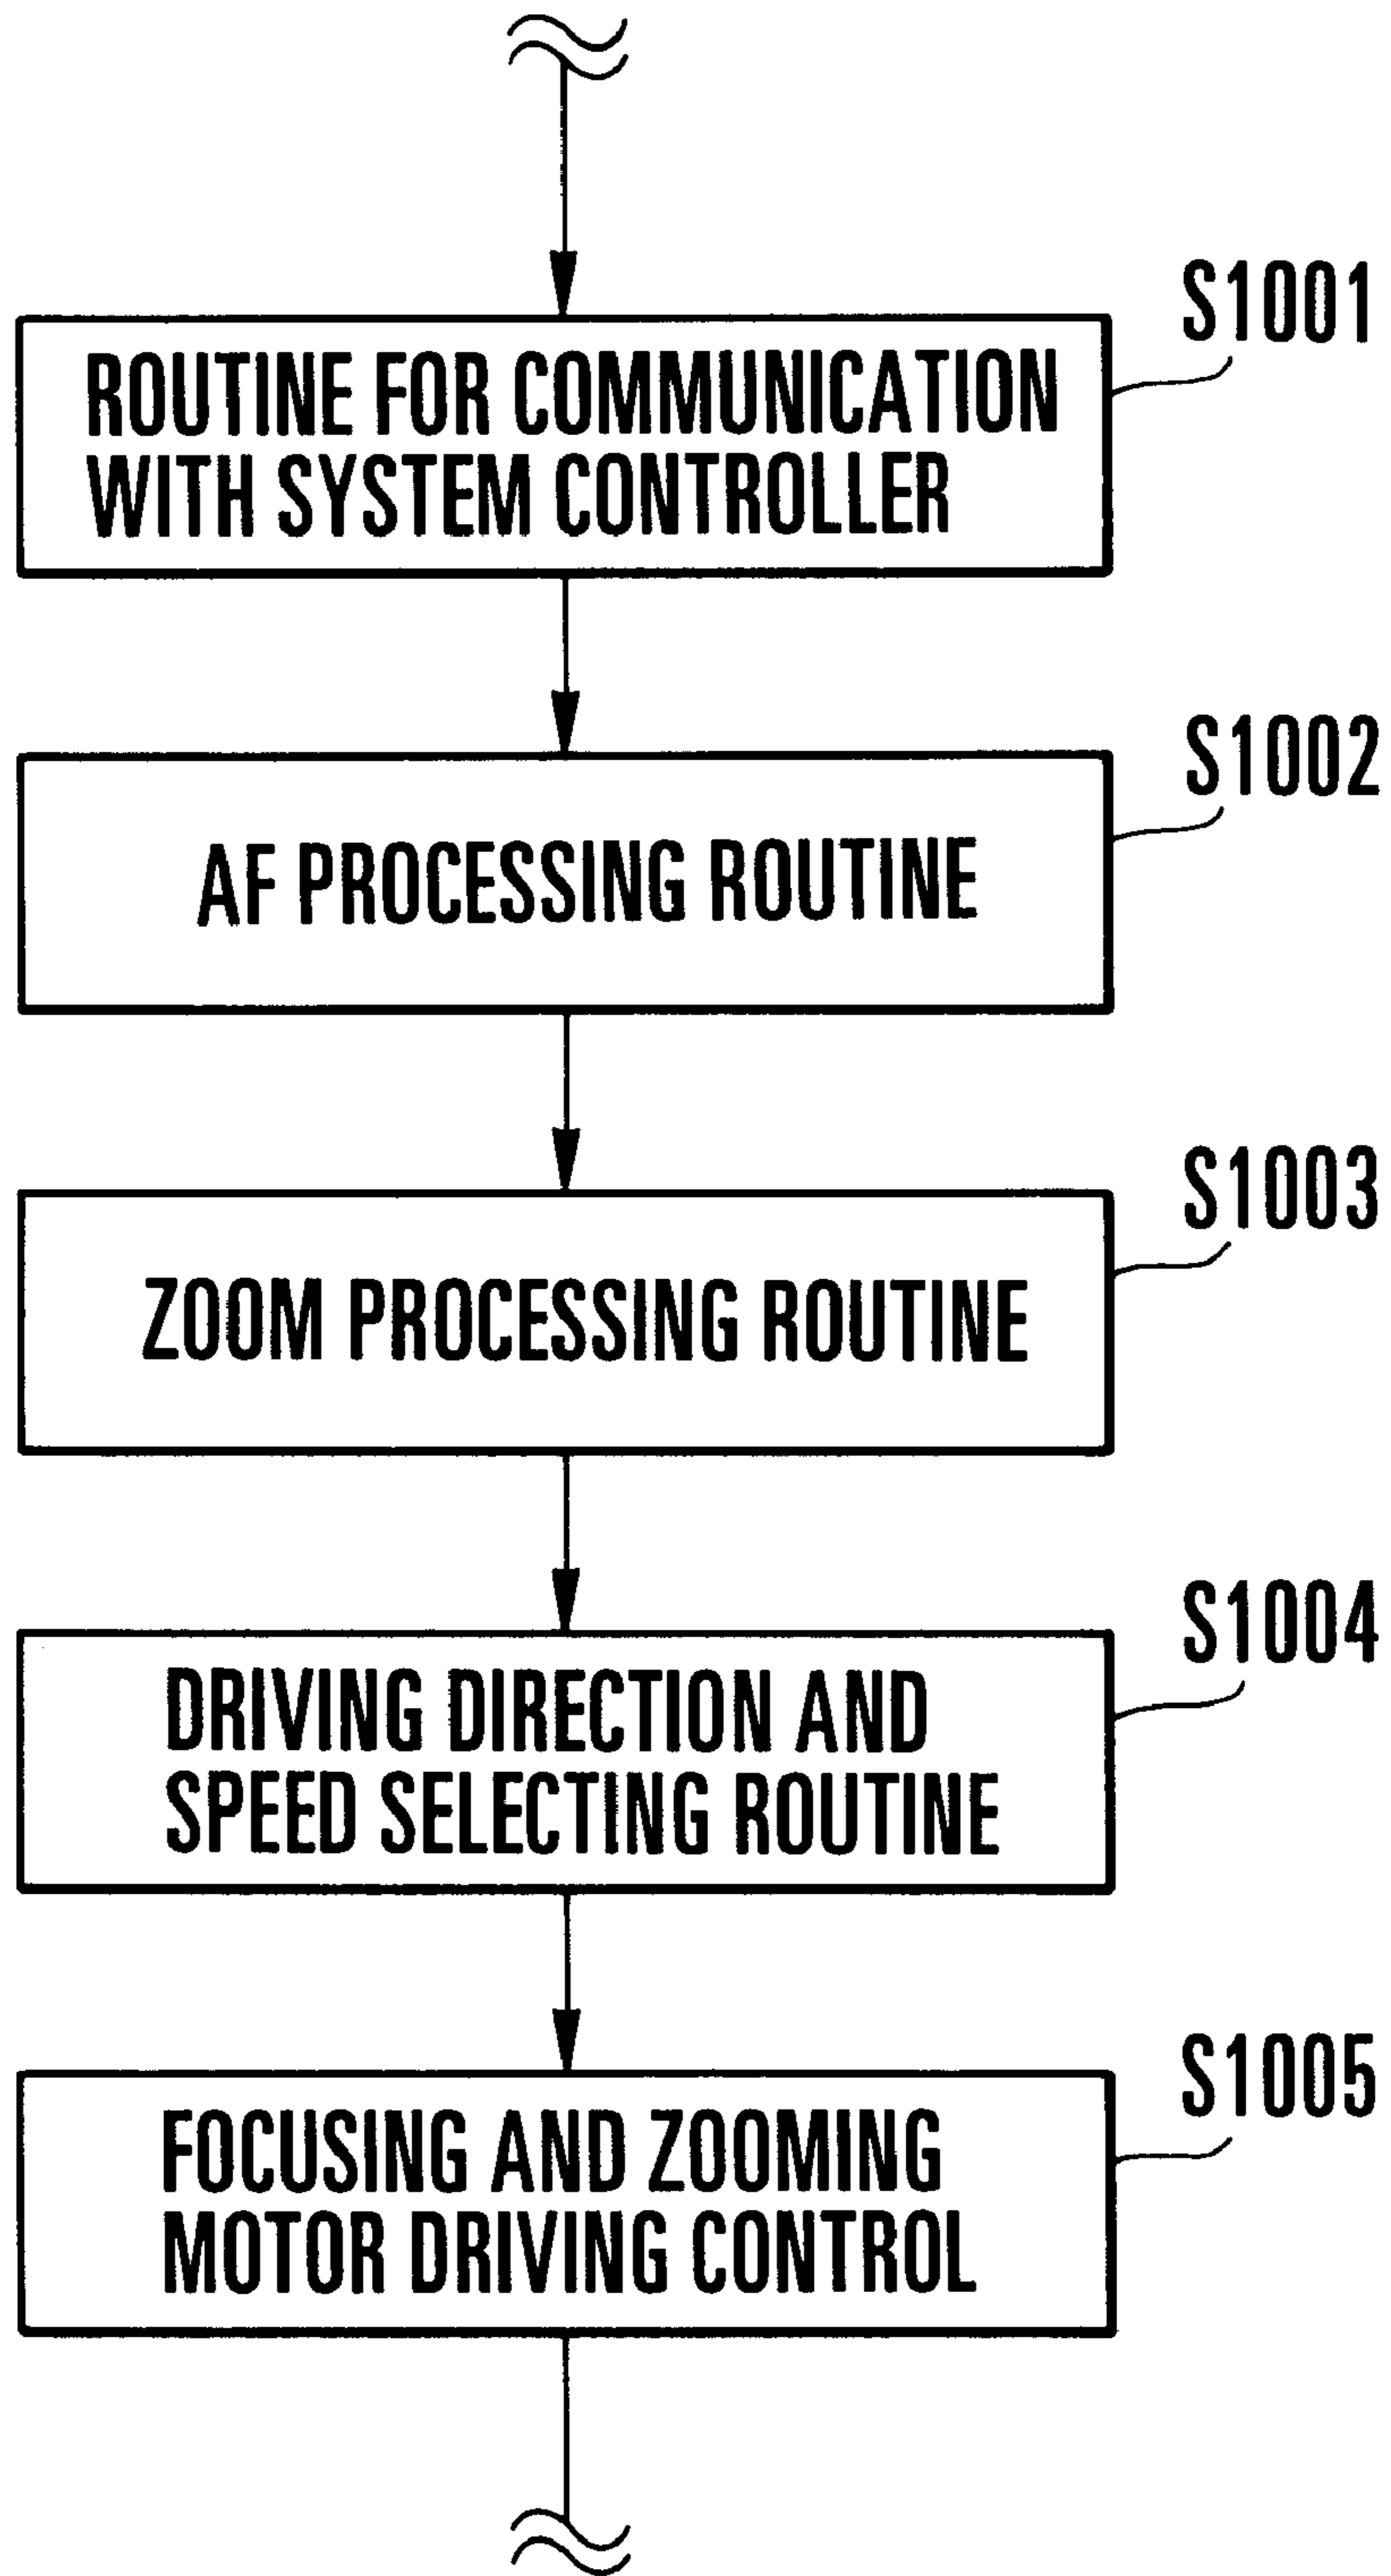 S1001
ROUTINE FOR COMMUNICATION
WITH SYSTEM CONTROLLER
S1002
AF PROCESSING ROUTINE
S1003
ZOOM PROCESSING ROUTINE
S1004
DRIVING DIRECTION AND
SPEED SELECTING ROUTINE
S1005
FOCUSING AND ZOOMING
MOTOR DRIVING CONTROL